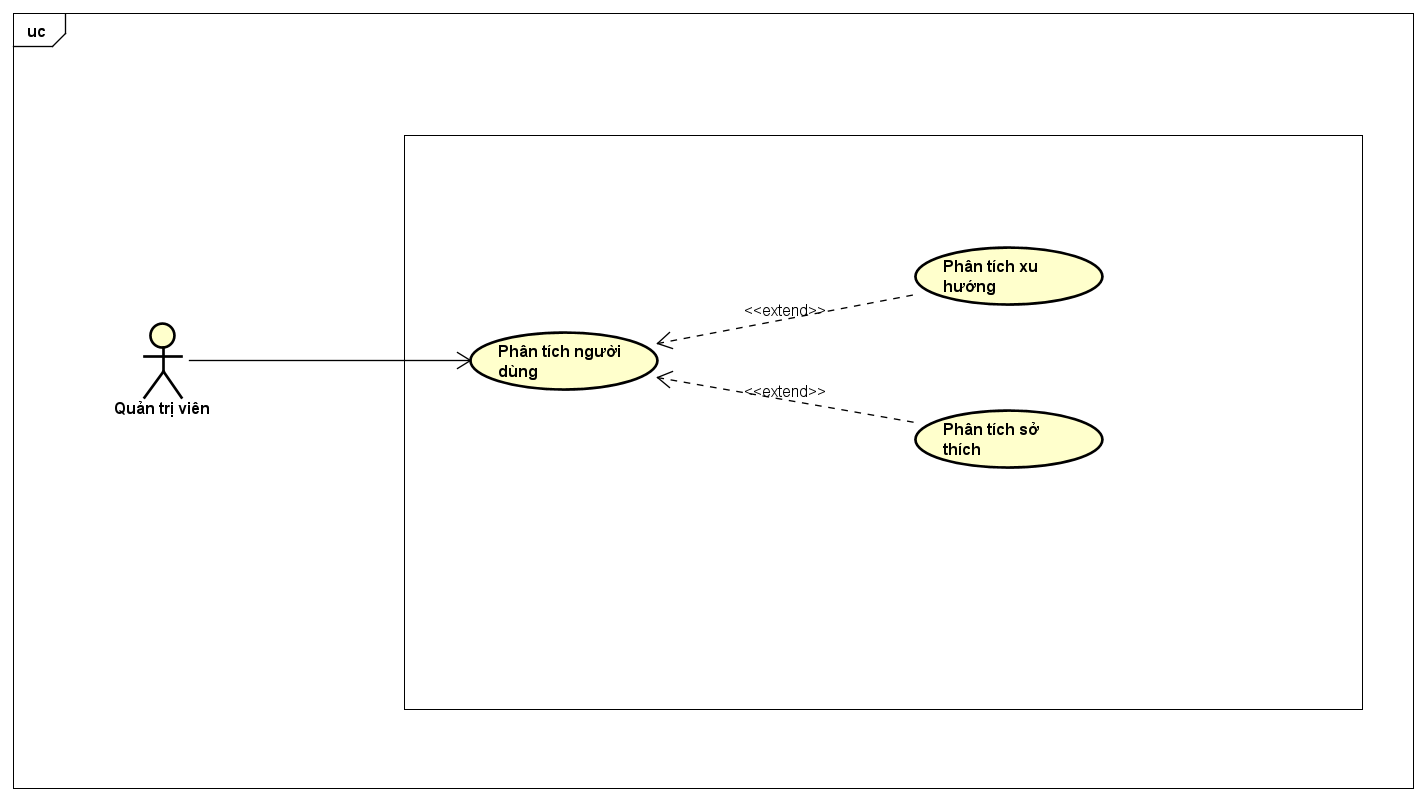 uc
Phân tích xu
hướng
<<extend>>
Phân tích người
dùng
<<extend>>
Quản trị viên
Phân tích sở
thích